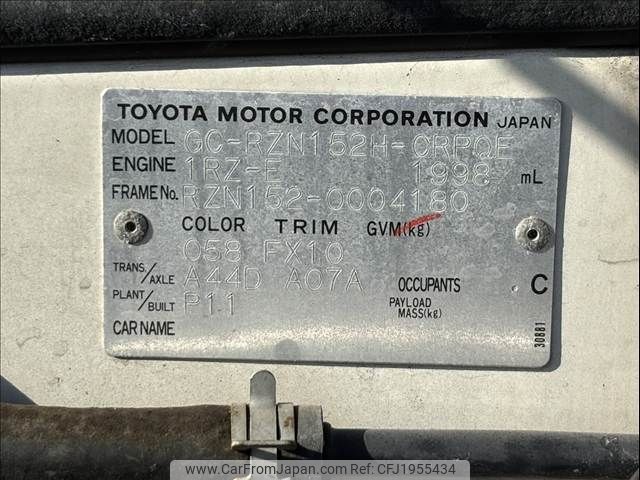 TOYOTA MOTOR CORPORATION JAPAN
MODEL GC-RZN152H-CRPQE
ENGINE 1RZ-E 1998 mL
FRAME No. RZN152-0004180
COLOR TRIM GVM(kg)
058 FX10
TRANS./AXLE A44D A07A OCCUPANTS C
PLANT/BUILT P11 PAYLOAD MASS(kg)
CAR NAME
30881
www.CarFromJapan.com - CFJ1955434